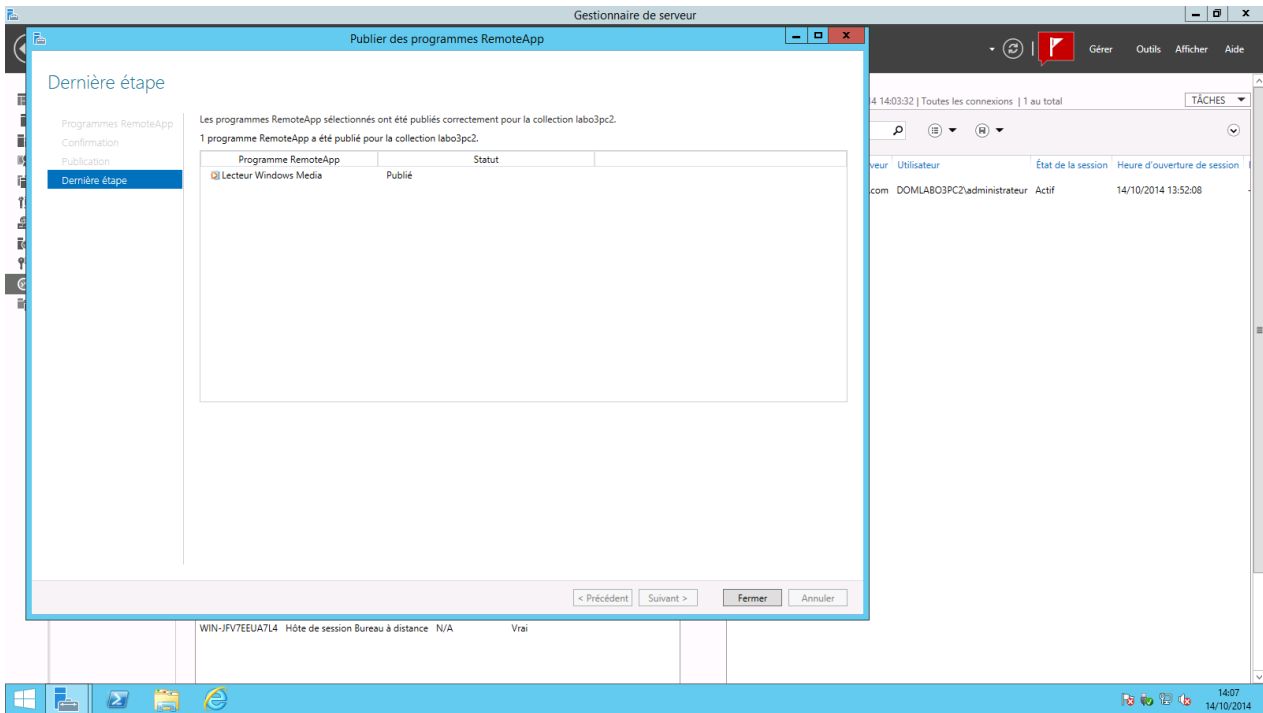 Gestionnaire de serveur
Publier des programmes RemoteApp
Gérer Outils Afficher Aide
Dernière étape
Programmes RemoteApp
Confirmation
Publication
Dernière étape
Les programmes RemoteApp sélectionnés ont été publiés correctement pour la collection labo3pc2.
1 programme RemoteApp a été publié pour la collection labo3pc2.
Programme RemoteApp Statut
Lecteur Windows Media Publié
< Précédent Suivant > Fermer Annuler
14:03:32 | Toutes les connexions | 1 au total TÂCHES
Utilisateur État de la session Heure d'ouverture de session
.com DOMLABO3PC2\administrateur Actif 14/10/2014 13:52:08
WIN-JFV7EEUA7L4 Hôte de session Bureau à distance N/A Vrai
14:07
14/10/2014